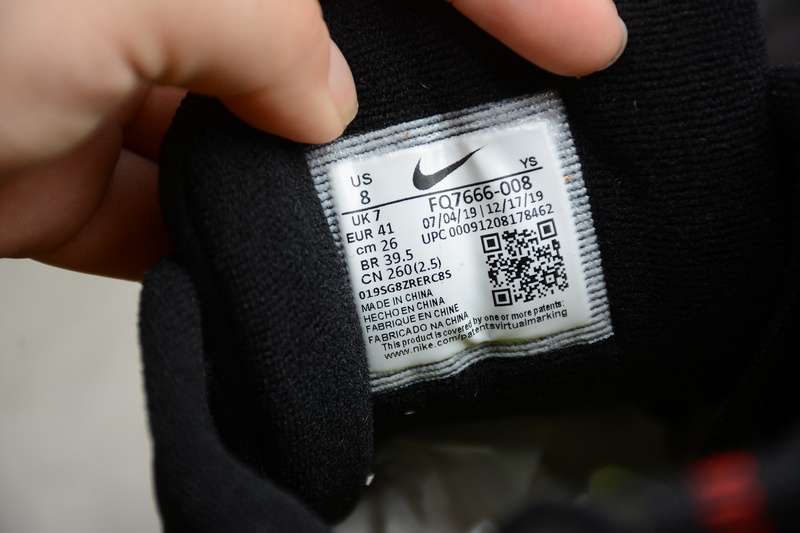 US
8
YS
UK 7
EUR 41
cm 26
BR 39.5
CN 260(2.5)
FQ7666-008
07/04/19 | 12/17/19
UPC 00091208178462
019SG8ZRERC8S
MADE IN CHINA
HECHO EN CHINA
FABRIQUE EN CHINE
FABRICADO NA CHINA
This product is covered by one or more patents:
www.nike.com/patentsvirtualmarking